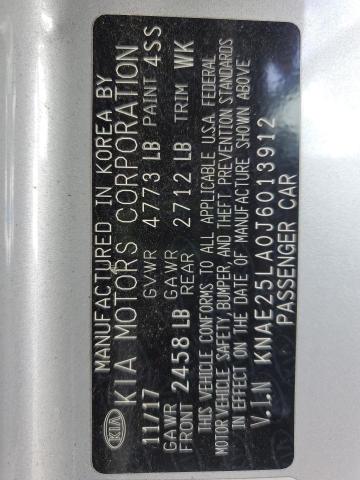 KIA
MANUFACTURED IN KOREA BY
KIA MOTORS CORPORATION
11/17 GVWR 4773 LB PAINT 4SS
GAWR FRONT 2458 LB GAWR REAR 2712 LB TRIM WK
THIS VEHICLE CONFORMS TO ALL APPLICABLE U.S.A. FEDERAL
MOTOR VEHICLE SAFETY, BUMPER, AND THEFT PREVENTION STANDARDS
IN EFFECT ON THE DATE OF MANUFACTURE SHOWN ABOVE
V.I.N KNAE25LA0J6013912
PASSENGER CAR